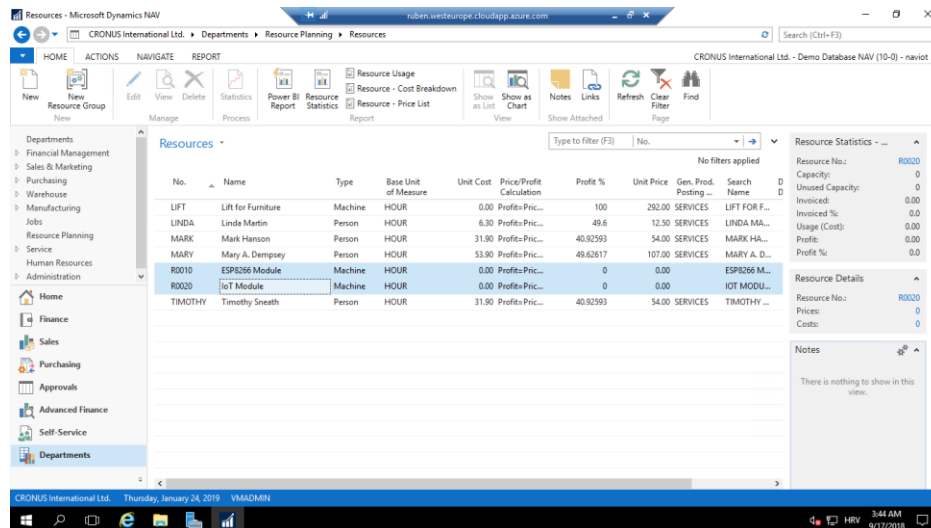 Resources - Microsoft Dynamics NAV
ruben.westeurope.cloudapp.azure.com
CRONUS International Ltd. Departments Resource Planning Resources
Search (Ctrl+F3)
HOME ACTIONS NAVIGATE REPORT
CRONUS International Ltd. - Demo Database NAV (10-0) - naviot
New
New Resource Group
Edit
View
Delete
Statistics
Power BI Report
Resource Statistics
Resource Usage
Resource - Cost Breakdown
Resource - Price List
Show as List
Show as Chart
Notes
Links
Refresh
Clear Filter
Find
New Manage Process Report View Show Attached Page
Departments
Financial Management
Sales & Marketing
Purchasing
Warehouse
Manufacturing
Jobs
Resource Planning
Service
Human Resources
Administration
Home
Finance
Sales
Purchasing
Approvals
Advanced Finance
Self-Service
Departments
Resources
Type to filter (F3) No.
No filters applied
No. Name Type Base Unit of Measure Unit Cost Price/Profit Calculation Profit % Unit Price Gen. Prod. Posting ... Search Name D D
LIFT Lift for Furniture Machine HOUR 0.00 Profit=Pric... 100 292.00 SERVICES LIFT FOR F...
LINDA Linda Martin Person HOUR 6.30 Profit=Pric... 49.6 12.50 SERVICES LINDA MA...
MARK Mark Hanson Person HOUR 31.90 Profit=Pric... 40.92593 54.00 SERVICES MARK HA...
MARY Mary A. Dempsey Person HOUR 53.90 Profit=Pric... 49.62617 107.00 SERVICES MARY A. D...
R0010 ESP8266 Module Machine HOUR 0.00 Profit=Pric... 0 0.00 ESP8266 M...
R0020 IoT Module Machine HOUR 0.00 Profit=Pric... 0 0.00 IOT MODU...
TIMOTHY Timothy Sneath Person HOUR 31.90 Profit=Pric... 40.92593 54.00 SERVICES TIMOTHY ...
Resource Statistics - ...
Resource No.: R0020
Capacity: 0
Unused Capacity: 0
Invoiced: 0.00
Invoiced %: 0.0
Usage (Cost): 0.00
Profit: 0.00
Profit %: 0.0
Resource Details
Resource No.: R0020
Prices: 0
Costs: 0
Notes
There is nothing to show in this
view.
CRONUS International Ltd. Thursday, January 24, 2019 VMADMIN
HRV
3:44 AM
9/17/2018